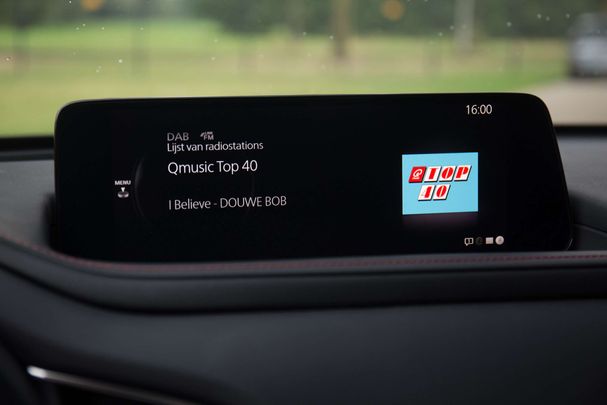 16:00
DAB FM
Lijst van radiostations
Qmusic Top 40
MENU
I Believe - DOUWE BOB
TOP
40